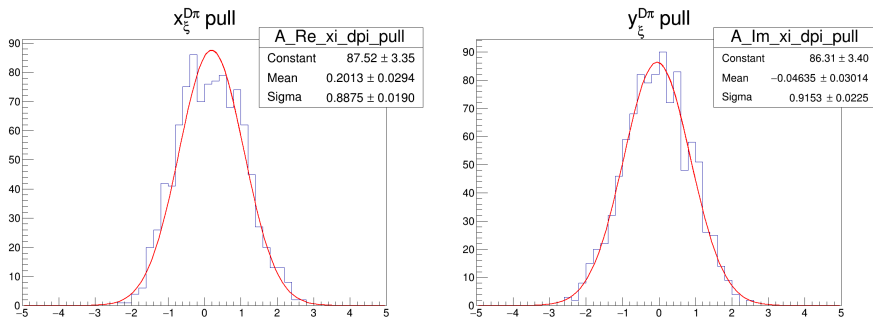 x_ξ^{Dπ} pull
A_Re_xi_dpi_pull
Constant 87.52 ± 3.35
Mean 0.2013 ± 0.0294
Sigma 0.8875 ± 0.0190
90
80
70
60
50
40
30
20
10
0
−5 −4 −3 −2 −1 0 1 2 3 4 5
y_ξ^{Dπ} pull
A_Im_xi_dpi_pull
Constant 86.31 ± 3.40
Mean −0.04635 ± 0.03014
Sigma 0.9153 ± 0.0225
90
80
70
60
50
40
30
20
10
0
−5 −4 −3 −2 −1 0 1 2 3 4 5